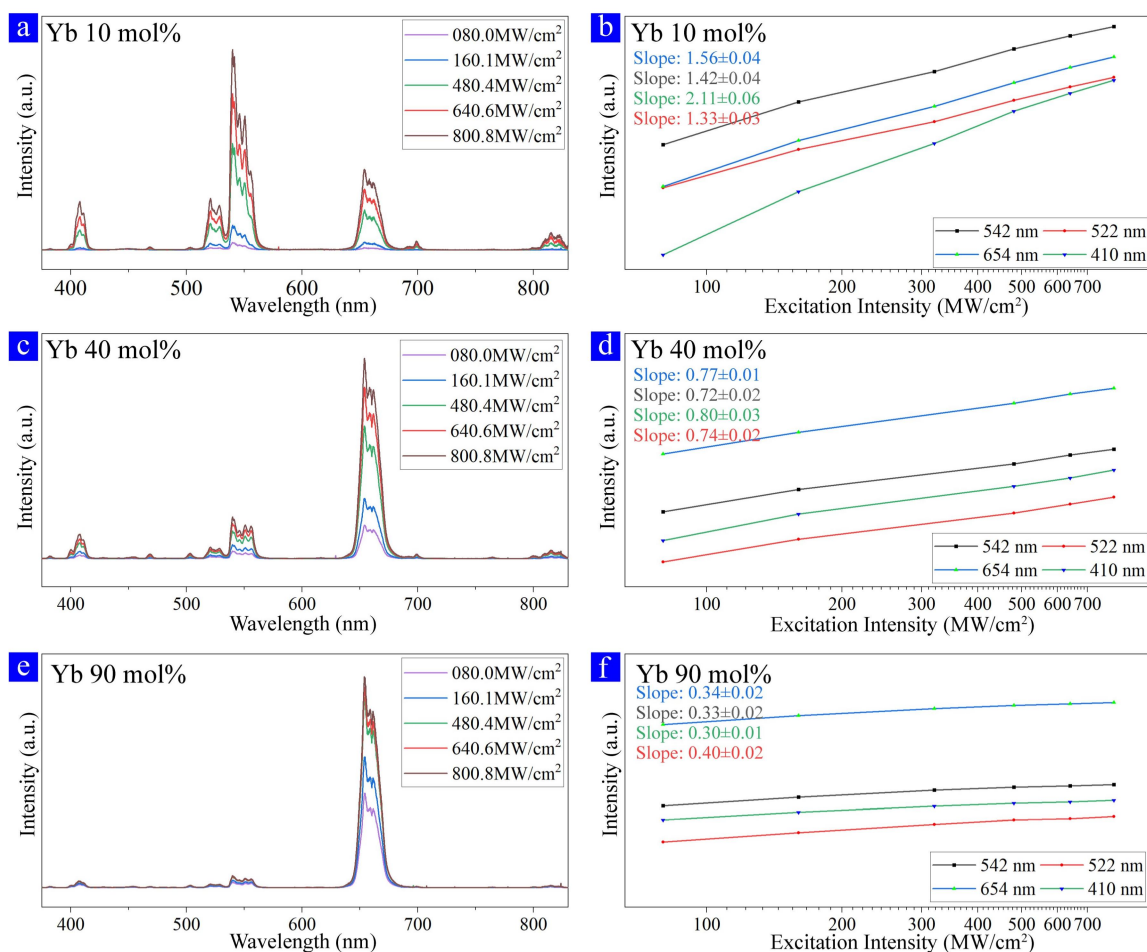 a
Yb 10 mol%
080.0MW/cm²
160.1MW/cm²
480.4MW/cm²
640.6MW/cm²
800.8MW/cm²
Intensity (a.u.)
400 500 600 700 800
Wavelength (nm)
b
Yb 10 mol%
Slope: 1.56±0.04
Slope: 1.42±0.04
Slope: 2.11±0.06
Slope: 1.33±0.03
542 nm 522 nm
654 nm 410 nm
Intensity (a.u.)
100 200 300 400 500 600 700
Excitation Intensity (MW/cm²)
c
Yb 40 mol%
080.0MW/cm²
160.1MW/cm²
480.4MW/cm²
640.6MW/cm²
800.8MW/cm²
Intensity (a.u.)
400 500 600 700 800
Wavelength (nm)
d
Yb 40 mol%
Slope: 0.77±0.01
Slope: 0.72±0.02
Slope: 0.80±0.03
Slope: 0.74±0.02
542 nm 522 nm
654 nm 410 nm
Intensity (a.u.)
100 200 300 400 500 600 700
Excitation Intensity (MW/cm²)
e
Yb 90 mol%
080.0MW/cm²
160.1MW/cm²
480.4MW/cm²
640.6MW/cm²
800.8MW/cm²
Intensity (a.u.)
400 500 600 700 800
Wavelength (nm)
f
Yb 90 mol%
Slope: 0.34±0.02
Slope: 0.33±0.02
Slope: 0.30±0.01
Slope: 0.40±0.02
542 nm 522 nm
654 nm 410 nm
Intensity (a.u.)
100 200 300 400 500 600 700
Excitation Intensity (MW/cm²)